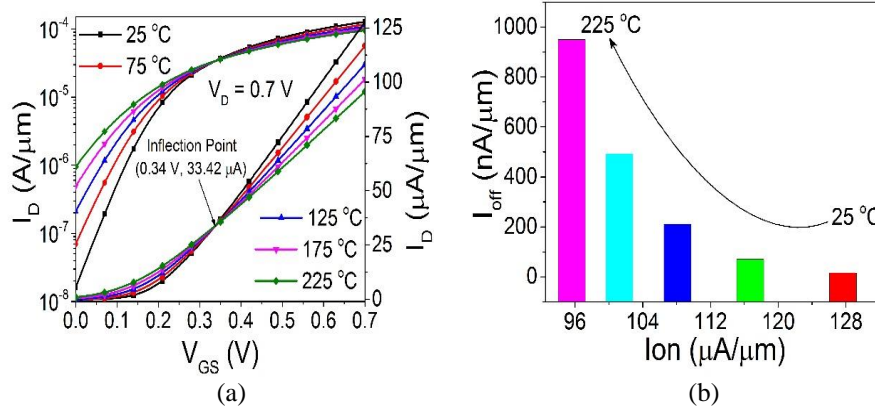 (a)
(b)
10⁻⁴
10⁻⁵
10⁻⁶
10⁻⁷
10⁻⁸
I_D (A/μm)
25 °C
75 °C
V_D = 0.7 V
Inflection Point
(0.34 V, 33.42 μA)
125 °C
175 °C
225 °C
125
100
75
50
25
0
I_D (μA/μm)
0.0 0.1 0.2 0.3 0.4 0.5 0.6 0.7
V_GS (V)
(a)
1000
800
600
400
200
0
I_off (nA/μm)
225 °C
25 °C
96 104 112 120 128
Ion (μA/μm)
(b)